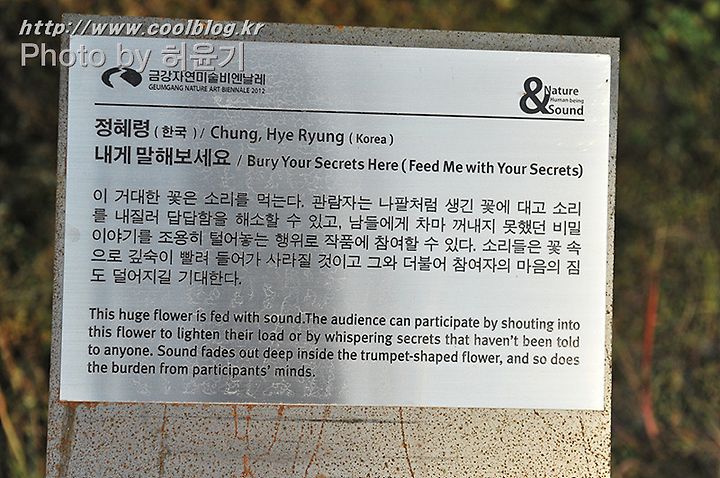 http://www.coolblog.kr
Photo by 허윤기
금강자연미술비엔날레
GEUMGANG NATURE ART BIENNALE 2012
& Nature
Human being
Sound
정혜령 ( 한국 ) / Chung, Hye Ryung ( Korea )
내게 말해보세요 / Bury Your Secrets Here ( Feed Me with Your Secrets)
이 거대한 꽃은 소리를 먹는다. 관람자는 나팔처럼 생긴 꽃에 대고 소리
를 내질러 답답함을 해소할 수 있고, 남들에게 차마 꺼내지 못했던 비밀
이야기를 조용히 털어놓는 행위로 작품에 참여할 수 있다. 소리들은 꽃 속
으로 깊숙이 빨려 들어가 사라질 것이고 그와 더불어 참여자의 마음의 짐
도 덜어지길 기대한다.
This huge flower is fed with sound.The audience can participate by shouting into
this flower to lighten their load or by whispering secrets that haven't been told
to anyone. Sound fades out deep inside the trumpet-shaped flower, and so does
the burden from participants' minds.